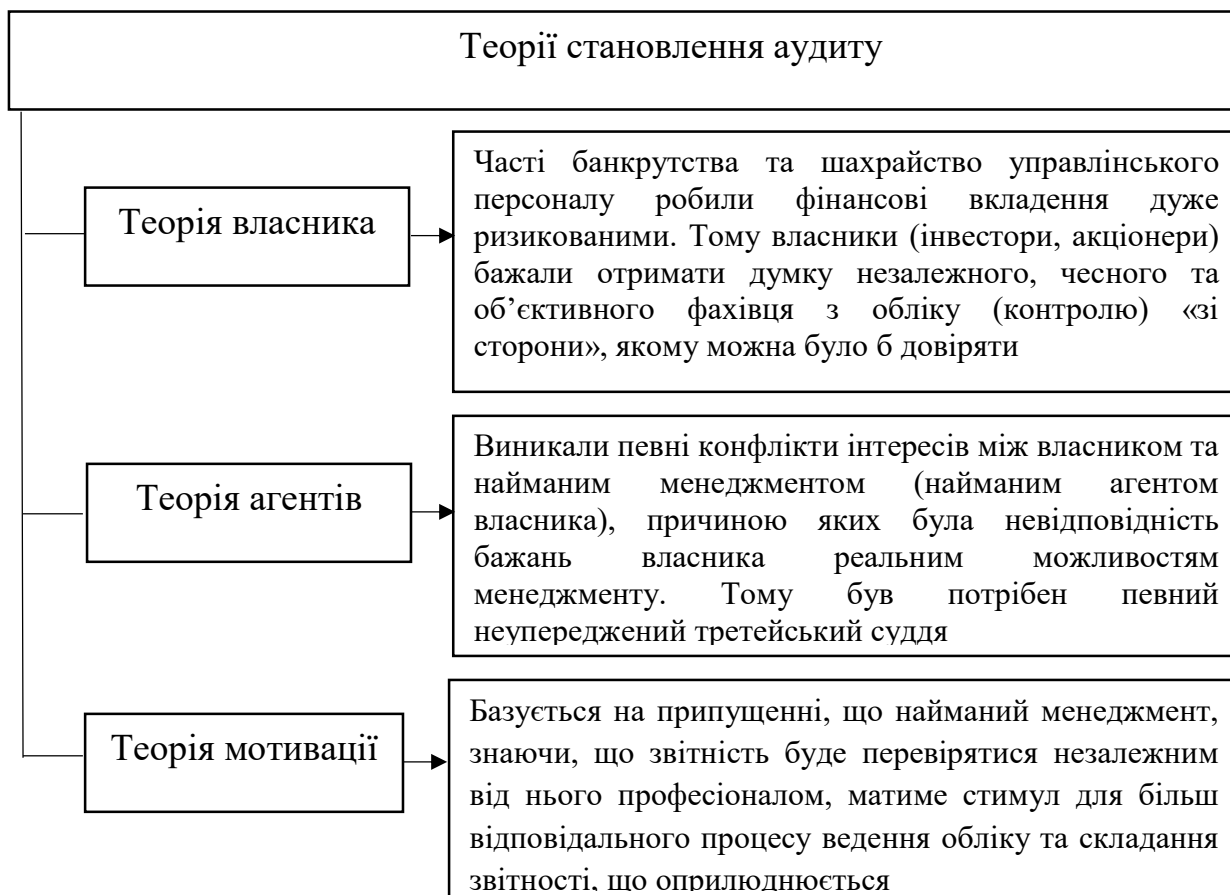 Теорії становлення аудиту
Теорія власника
Часті банкрутства та шахрайство управлінського
персоналу робили фінансові вкладення дуже
ризикованими. Тому власники (інвестори, акціонери)
бажали отримати думку незалежного, чесного та
об’єктивного фахівця з обліку (контролю) «зі
сторони», якому можна було б довіряти
Теорія агентів
Виникали певні конфлікти інтересів між власником та
найманим менеджментом (найманим агентом
власника), причиною яких була невідповідність
бажань власника реальним можливостям
менеджменту. Тому був потрібен певний
неупереджений третейський суддя
Теорія мотивації
Базується на припущенні, що найманий менеджмент,
знаючи, що звітність буде перевірятися незалежним
від нього професіоналом, матиме стимул для більш
відповідального процесу ведення обліку та складання
звітності, що оприлюднюється